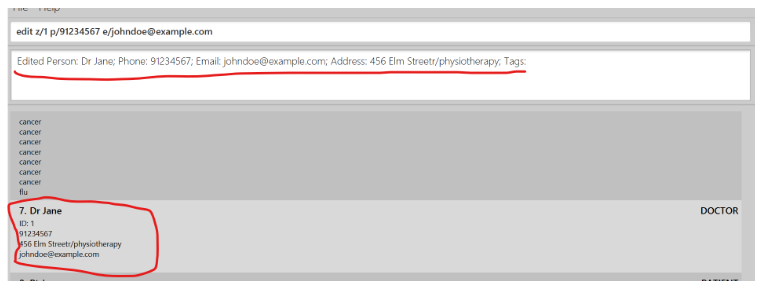 File Help
edit z/1 p/91234567 e/johndoe@example.com
Edited Person: Dr Jane; Phone: 91234567; Email: johndoe@example.com; Address: 456 Elm Streetr/physiotherapy; Tags:
cancer
cancer
cancer
cancer
cancer
cancer
cancer
flu
7. Dr Jane DOCTOR
ID: 1
91234567
456 Elm Streetr/physiotherapy
johndoe@example.com
PATIENT